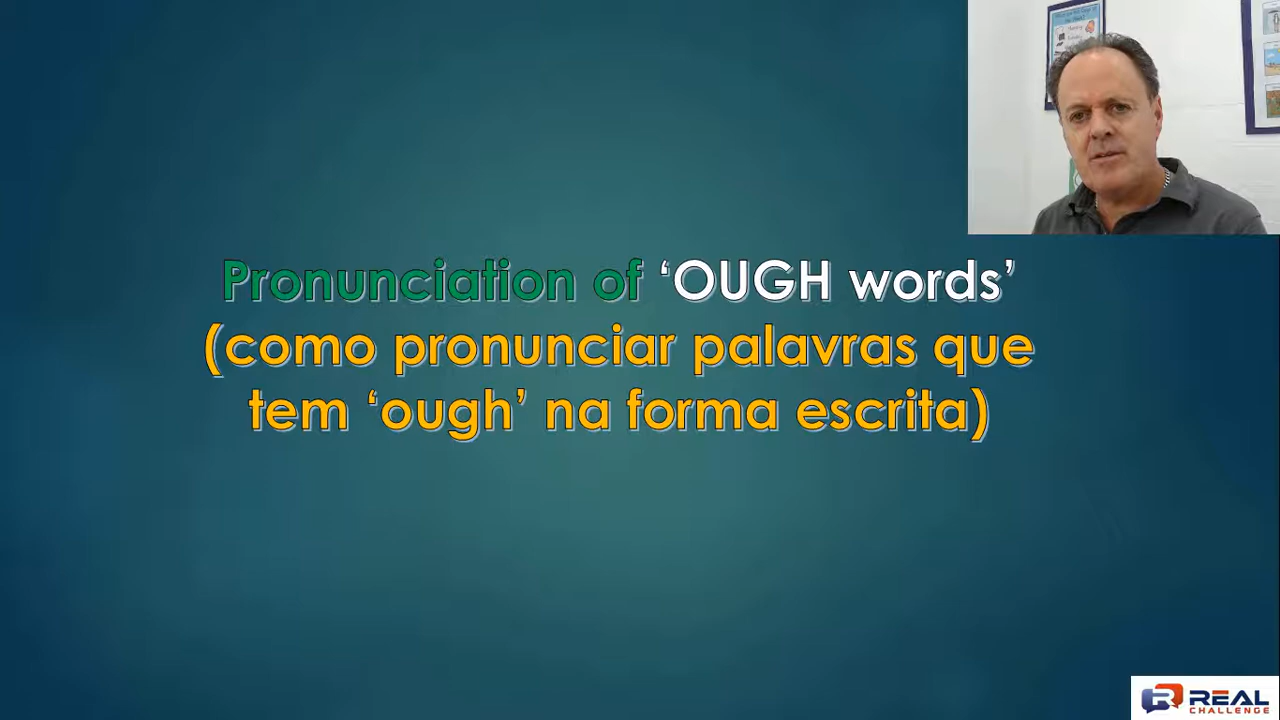 Pronunciation of ‘OUGH words’
(como pronunciar palavras que
tem ‘ough’ na forma escrita)
REAL
CHALLENGE